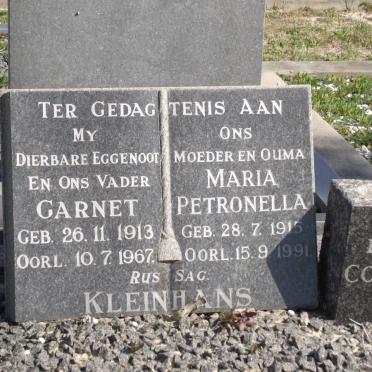 TER GEDAGTENIS AAN
MY
DIERBARE EGGENOOT
EN ONS VADER
GARNET
GEB. 26. 11. 1913
OORL. 10. 7. 1967.
ONS
MOEDER EN OUMA
MARIA
PETRONELLA
GEB. 28. 7. 1915
OORL. 15. 9. 1991.
RUS SAG.
KLEINHANS
CO